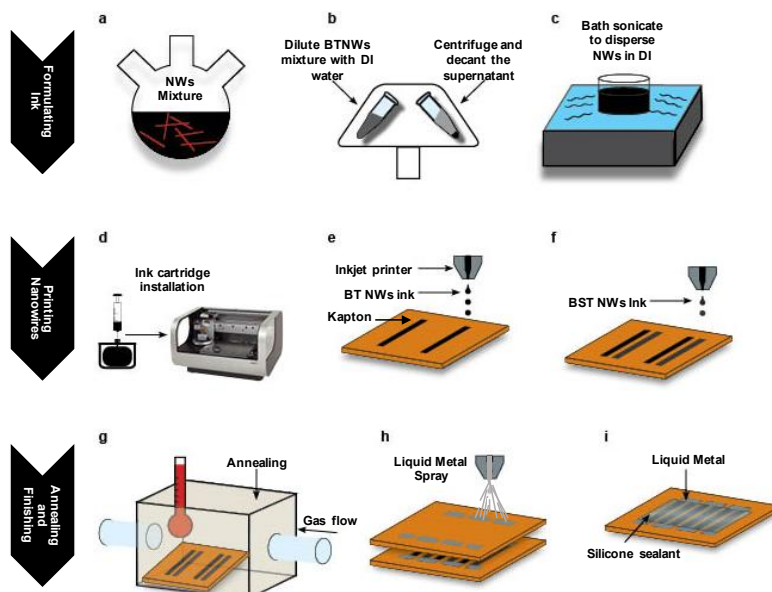 Formulating
Ink
a
NWs
Mixture
b
Dilute BTNWs
mixture with DI
water
Centrifuge and
decant the
supernatant
c
Bath sonicate
to disperse
NWs in DI
Printing
Nanowires
d
Ink cartridge
installation
e
Inkjet printer
BT NWs ink
Kapton
f
BST NWs Ink
Annealing
and
Finishing
g
Annealing
Gas flow
h
Liquid Metal
Spray
i
Liquid Metal
Silicone sealant